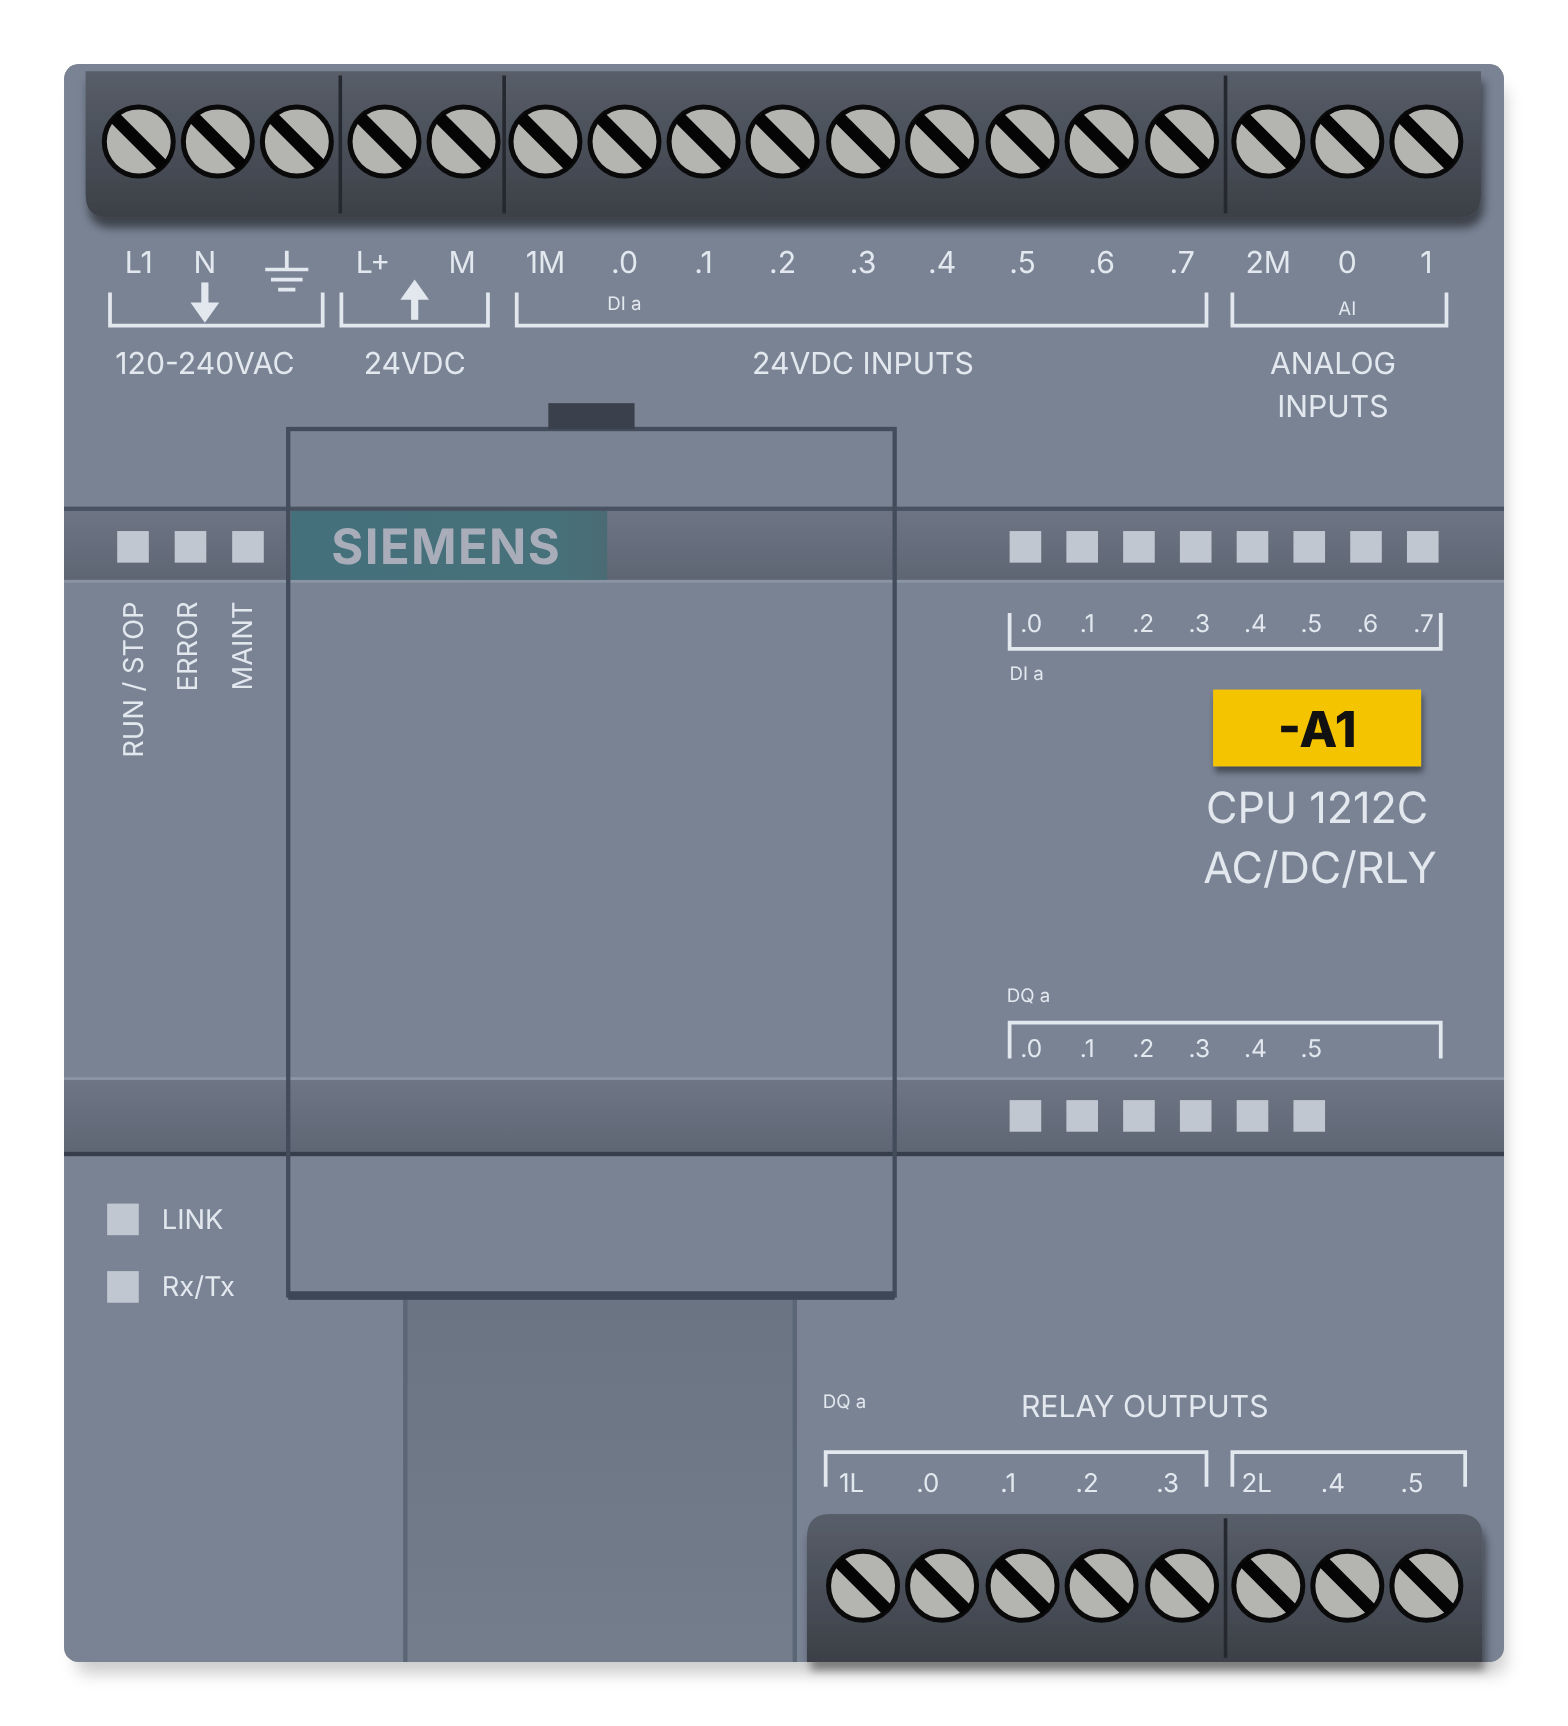 L1 N L+ M 1M .0 .1 .2 .3 .4 .5 .6 .7 2M 0 1
DI a AI
120-240VAC 24VDC 24VDC INPUTS ANALOG
INPUTS
SIEMENS
RUN / STOP
ERROR
MAINT
.0 .1 .2 .3 .4 .5 .6 .7
DI a
-A1
CPU 1212C
AC/DC/RLY
DQ a
.0 .1 .2 .3 .4 .5
LINK
Rx/Tx
DQ a RELAY OUTPUTS
1L .0 .1 .2 .3 2L .4 .5